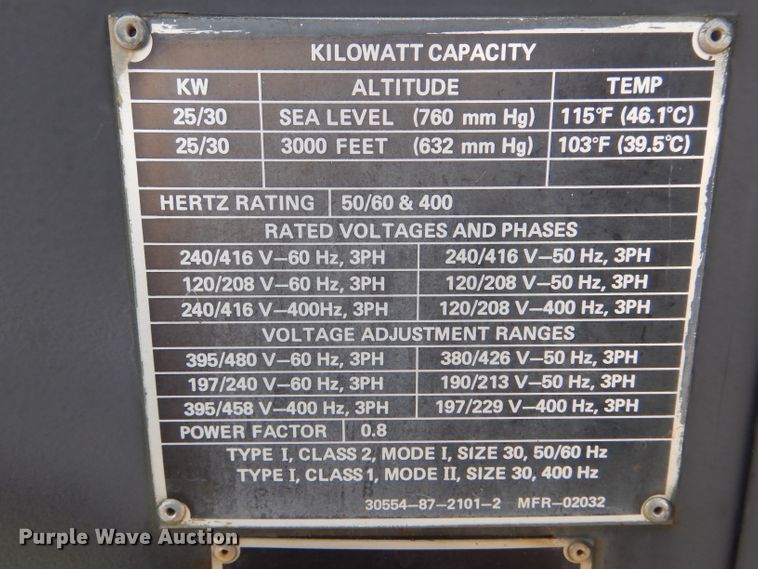 KILOWATT CAPACITY
KW ALTITUDE TEMP
25/30 SEA LEVEL (760 mm Hg) 115°F (46.1°C)
25/30 3000 FEET (632 mm Hg) 103°F (39.5°C)
HERTZ RATING 50/60 & 400
RATED VOLTAGES AND PHASES
240/416 V-60 Hz, 3PH 240/416 V-50 Hz, 3PH
120/208 V-60 Hz, 3PH 120/208 V-50 Hz, 3PH
240/416 V-400Hz, 3PH 120/208 V-400 Hz, 3PH
VOLTAGE ADJUSTMENT RANGES
395/480 V-60 Hz, 3PH 380/426 V-50 Hz, 3PH
197/240 V-60 Hz, 3PH 190/213 V-50 Hz, 3PH
395/458 V-400 Hz, 3PH 197/229 V-400 Hz, 3PH
POWER FACTOR 0.8
TYPE I, CLASS 2, MODE I, SIZE 30, 50/60 Hz
TYPE I, CLASS 1, MODE II, SIZE 30, 400 Hz
30554-87-2101-2 MFR-02032
Purple Wave Auction